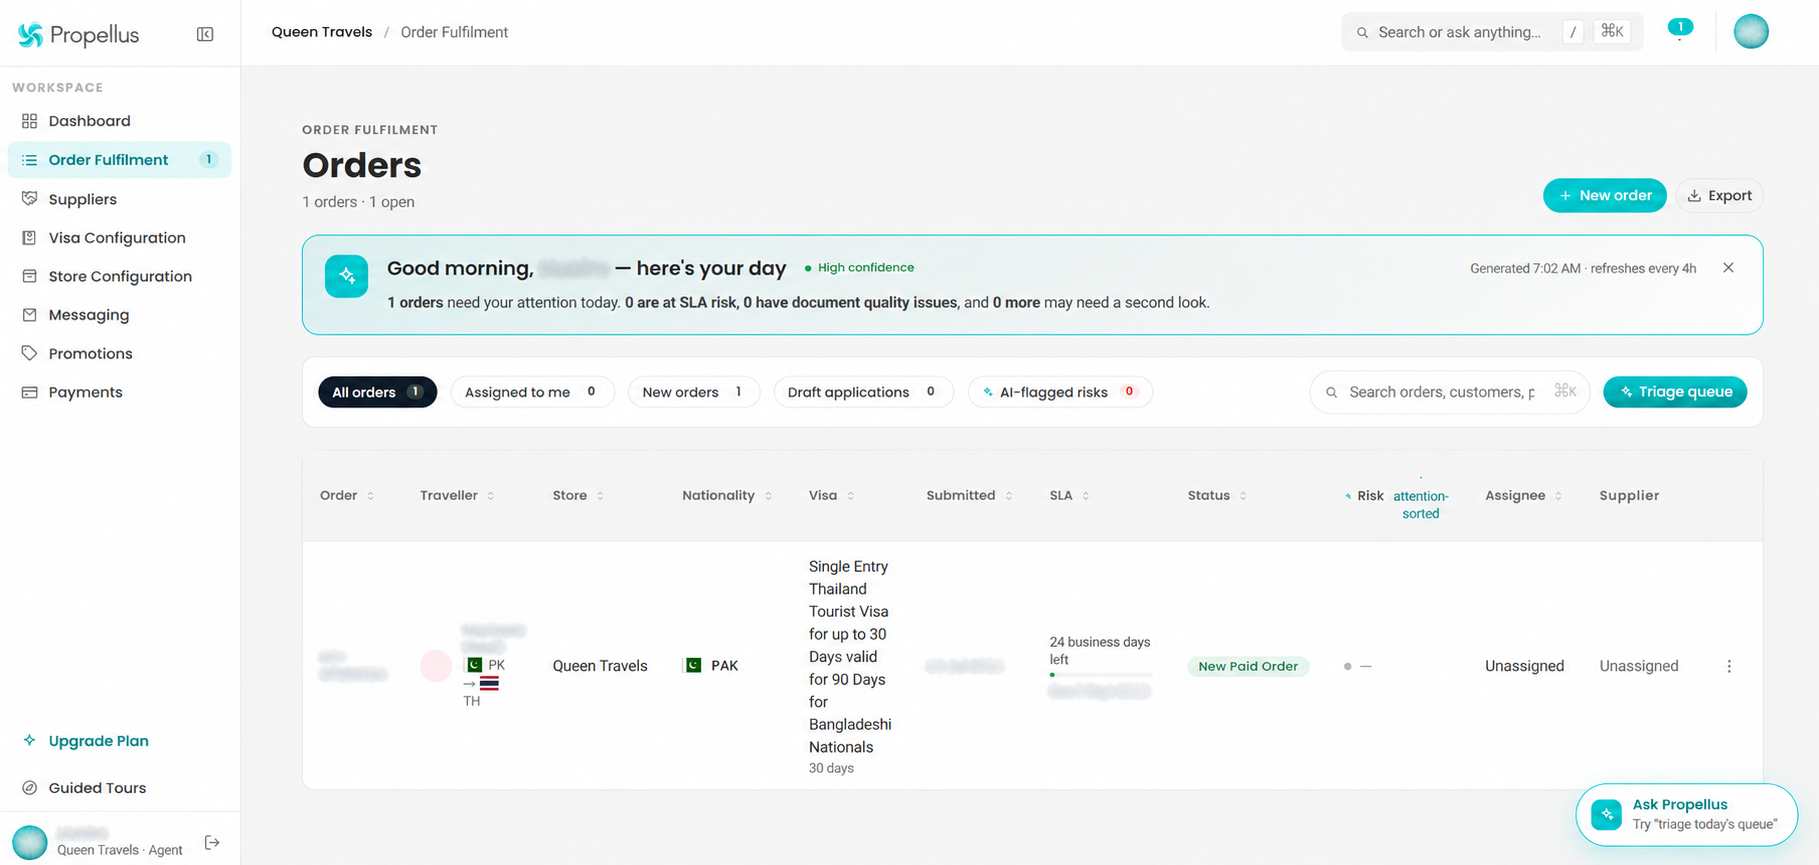 Propellus
Queen Travels / Order Fulfilment
Search or ask anything... / ⌘K
1
WORKSPACE
Dashboard
Order Fulfilment 1
Suppliers
Visa Configuration
Store Configuration
Messaging
Promotions
Payments
Upgrade Plan
Guided Tours
Queen Travels · Agent
ORDER FULFILMENT
Orders
1 orders · 1 open
+ New order
Export
Good morning, — here's your day
High confidence
Generated 7:02 AM · refreshes every 4h
1 orders need your attention today. 0 are at SLA risk, 0 have document quality issues, and 0 more may need a second look.
All orders 1
Assigned to me 0
New orders 1
Draft applications 0
AI-flagged risks 0
Search orders, customers, p ⌘K
Triage queue
Order
Traveller
Store
Nationality
Visa
Submitted
SLA
Status
Risk
attention-
sorted
Assignee
Supplier
PK
→
TH
Queen Travels
PAK
Single Entry
Thailand
Tourist Visa
for up to 30
Days valid
for 90 Days
for
Bangladeshi
Nationals
30 days
24 business days
left
New Paid Order
—
Unassigned
Unassigned
Ask Propellus
Try "triage today's queue"